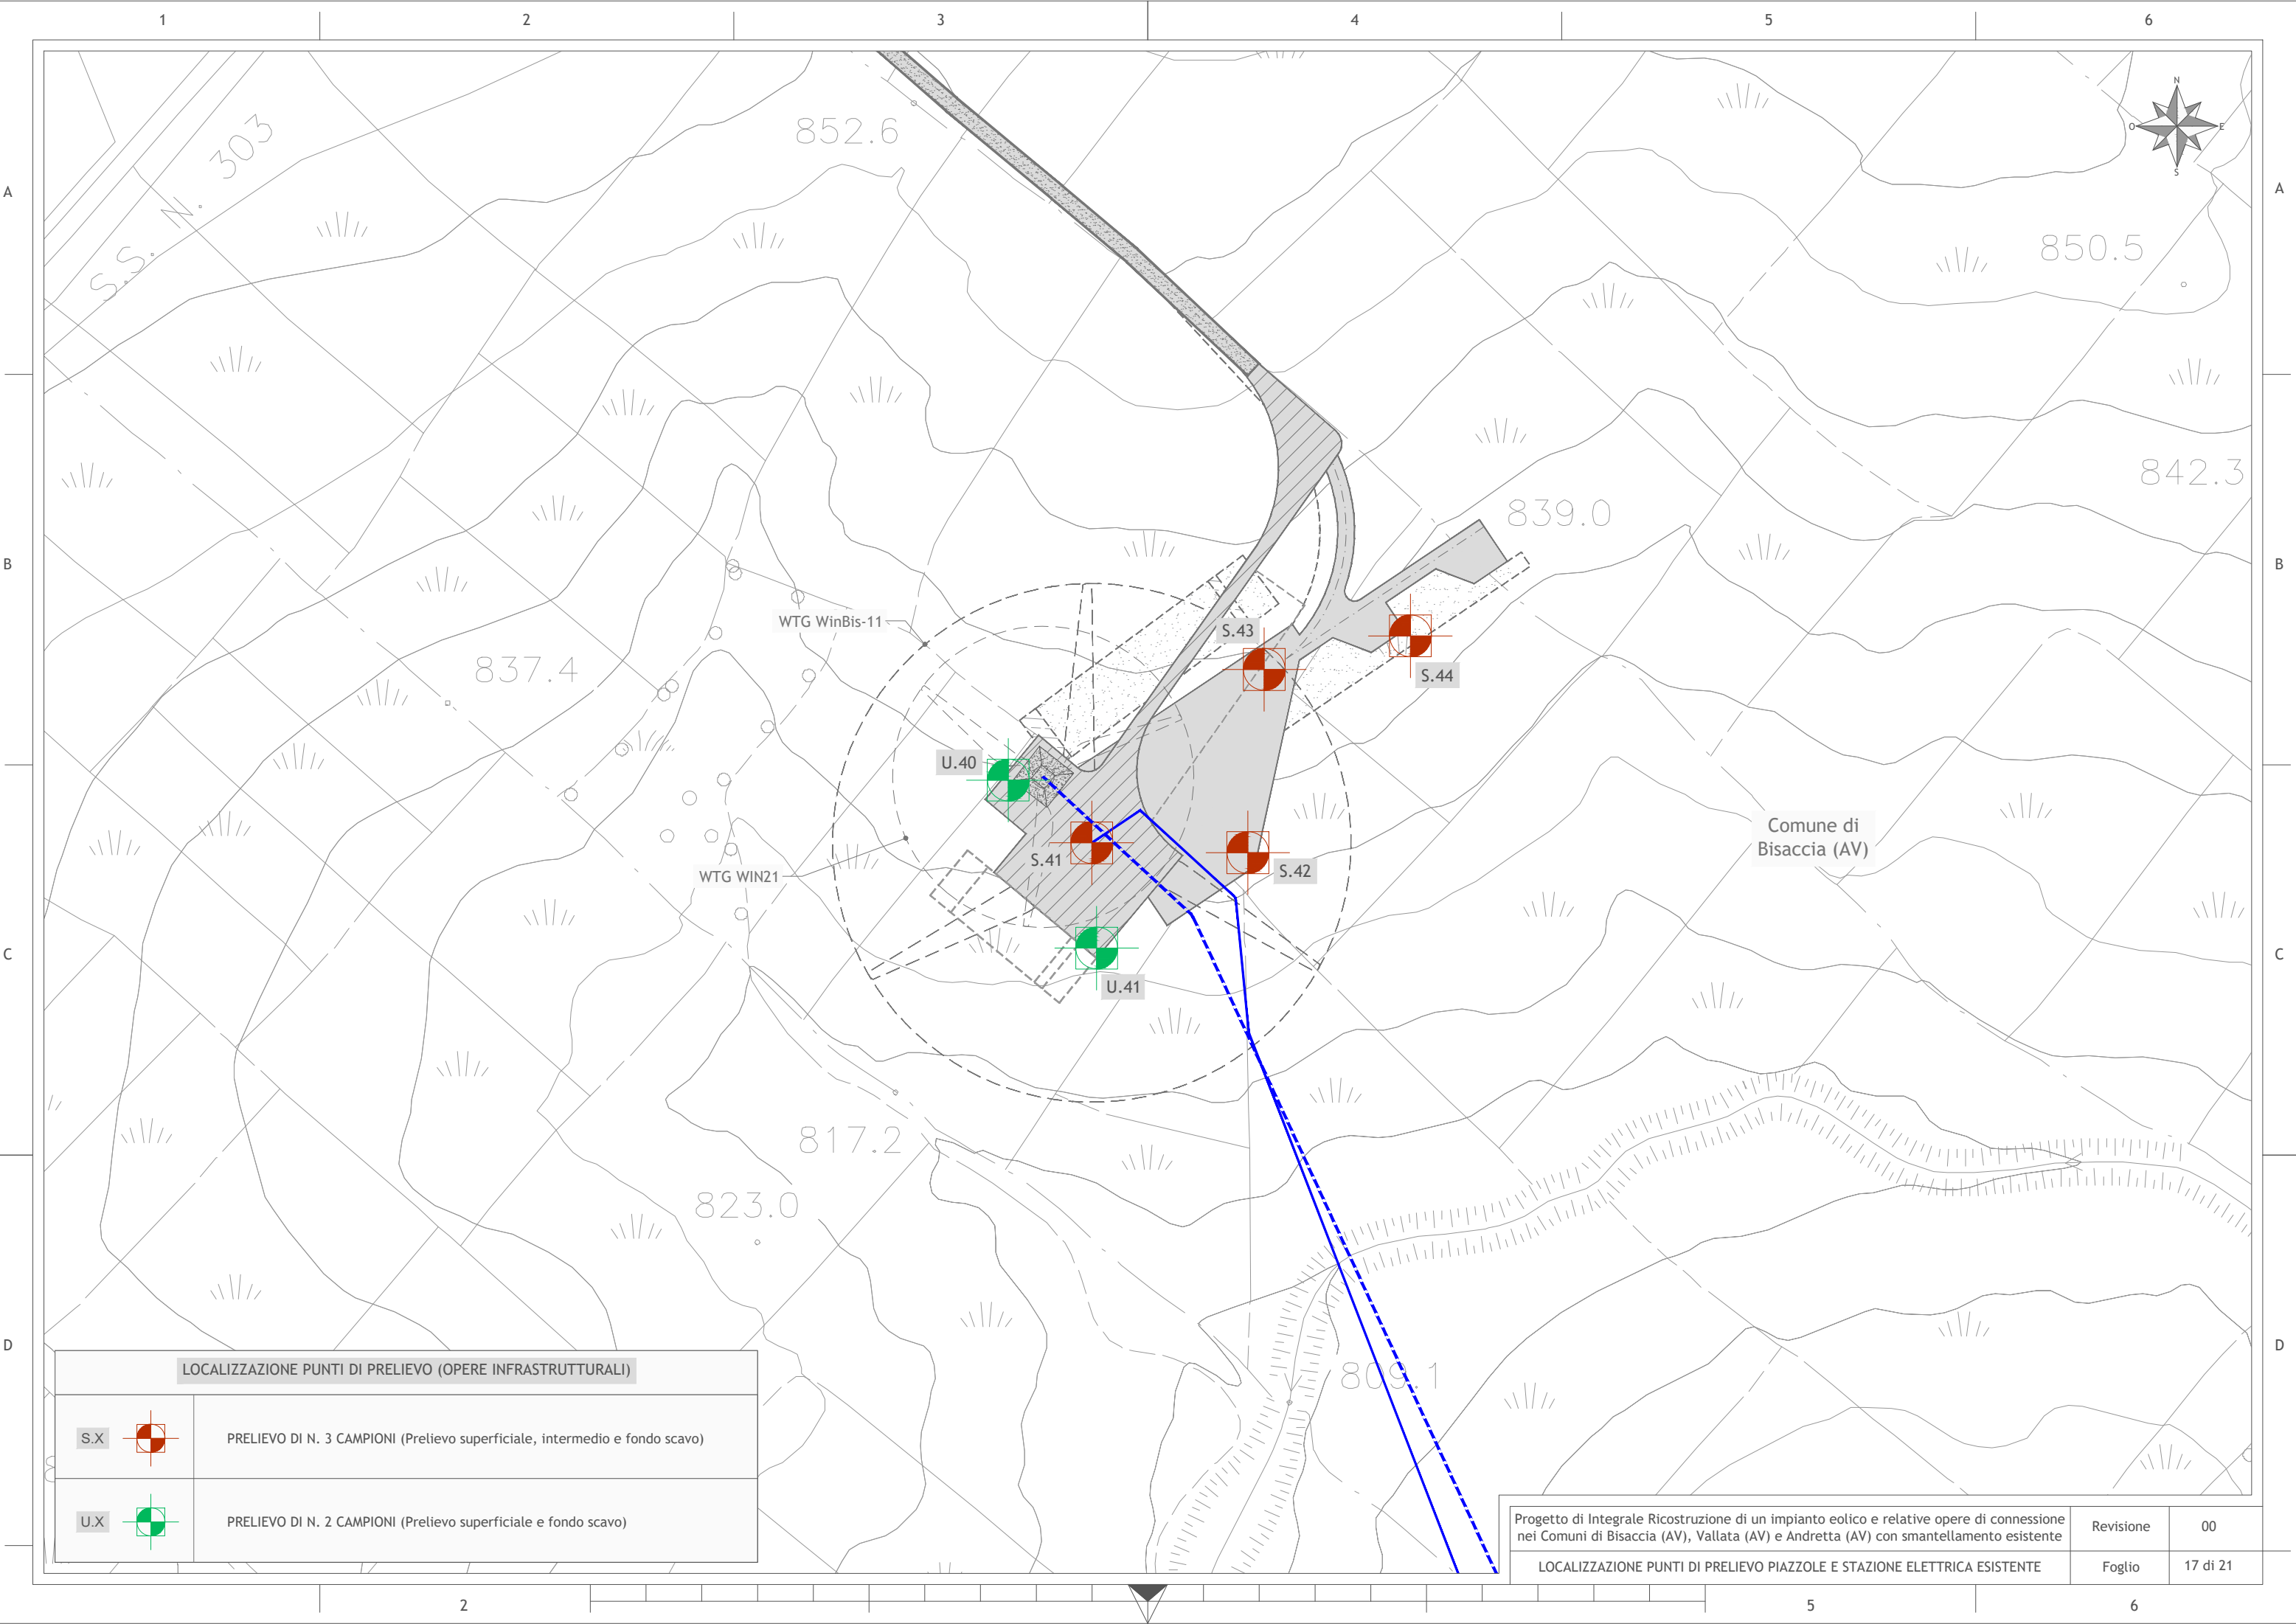 1 2 3 4 5 6
A A
N
O E
S
S.S. N. 303
852.6
850.5
842.3
839.0
B B
WTG WinBis-11
S.43
837.4
S.44
U.40
Comune di
Bisaccia (AV)
S.41
S.42
WTG WIN21
C C
U.41
817.2
823.0
D D
809.1
LOCALIZZAZIONE PUNTI DI PRELIEVO (OPERE INFRASTRUTTURALI)
S.X PRELIEVO DI N. 3 CAMPIONI (Prelievo superficiale, intermedio e fondo scavo)
U.X PRELIEVO DI N. 2 CAMPIONI (Prelievo superficiale e fondo scavo)
Progetto di Integrale Ricostruzione di un impianto eolico e relative opere di connessione
nei Comuni di Bisaccia (AV), Vallata (AV) e Andretta (AV) con smantellamento esistente
Revisione 00
LOCALIZZAZIONE PUNTI DI PRELIEVO PIAZZOLE E STAZIONE ELETTRICA ESISTENTE
Foglio 17 di 21
2 5 6